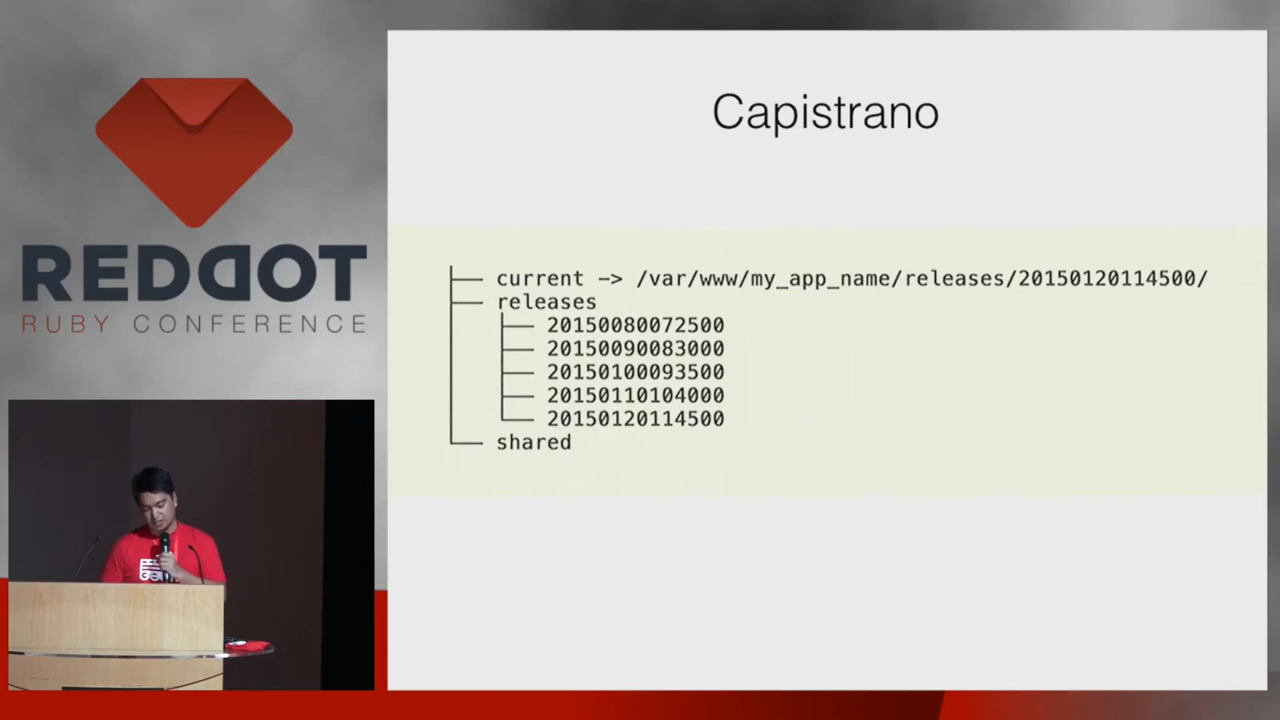 REDDOT
RUBY CONFERENCE
Capistrano
├── current -> /var/www/my_app_name/releases/20150120114500/
├── releases
│   ├── 20150080072500
│   ├── 20150090083000
│   ├── 20150100093500
│   ├── 20150110104000
│   └── 20150120114500
└── shared